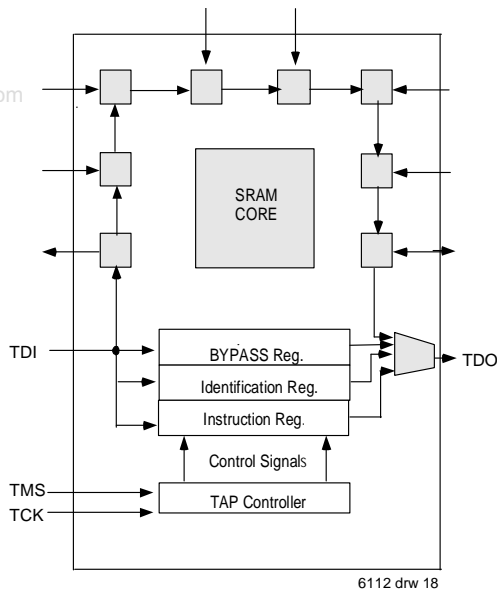 om
SRAM
CORE
TDI
BYPASS Reg.
TDO
Identification Reg.
Instruction Reg.
Control Signals
TMS
TCK
TAP Controller
6112 drw 18